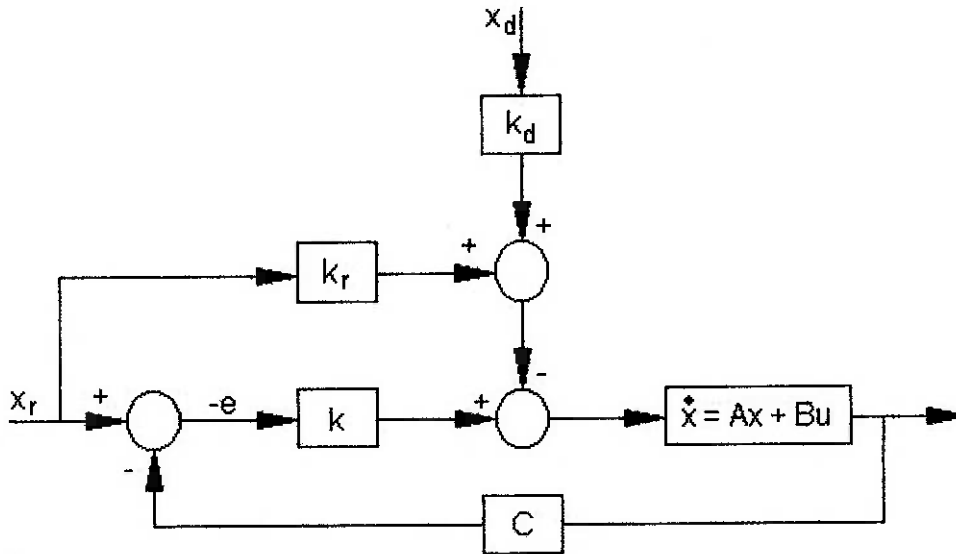 x_d
k_d
+
+
k_r
-
x_r
+
-e
k
+
ẋ = Ax + Bu
-
C